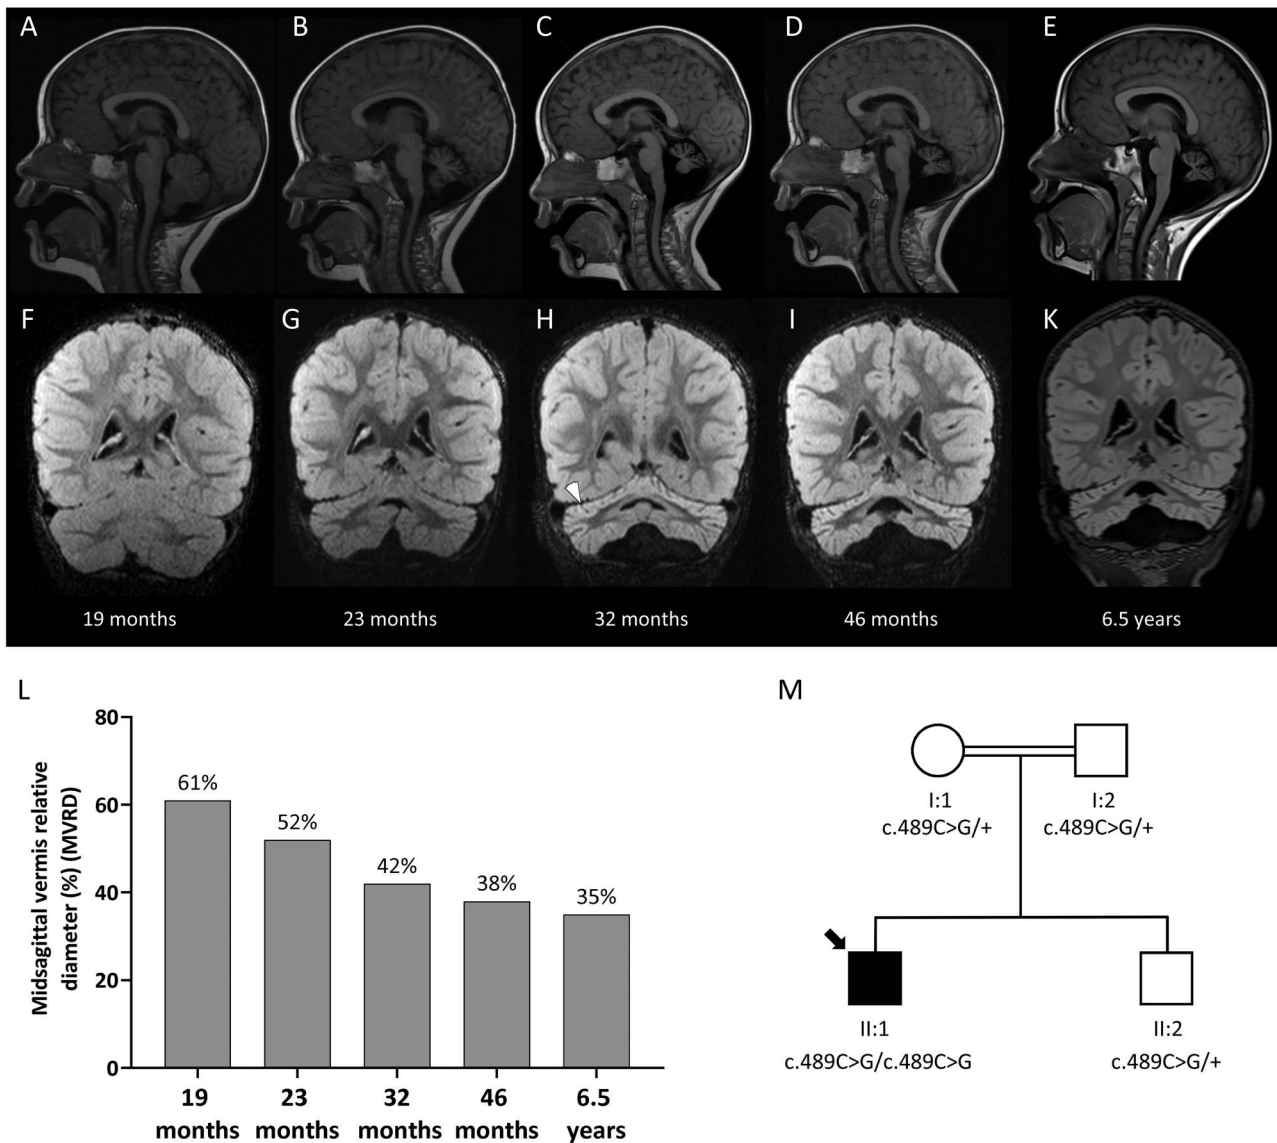 A B C D E
F G H I K
19 months 23 months 32 months 46 months 6.5 years
L
Midsagittal vermis relative
diameter (%) (MVRD)
80
60
40
20
0
61%
52%
42%
38%
35%
19 23 32 46 6.5
months months months months years
M
I:1 I:2
c.489C>G/+ c.489C>G/+
II:1 II:2
c.489C>G/c.489C>G c.489C>G/+